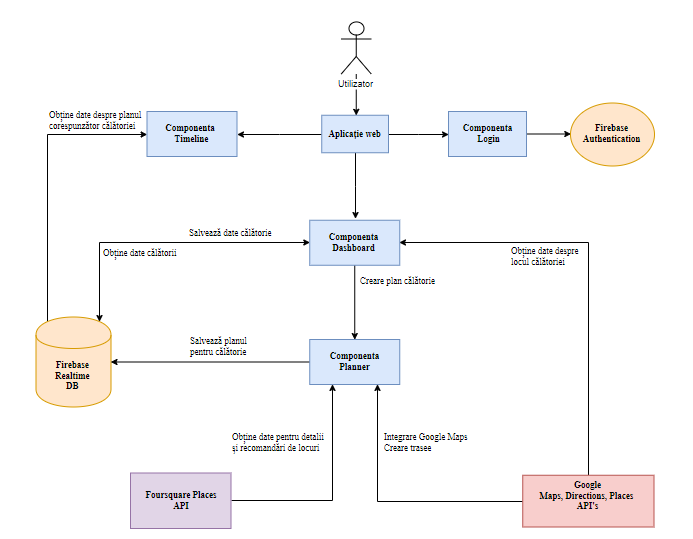 Utilizator
Obține date despre planul
corespunzător călătoriei
Componenta
Timeline
Aplicație web
Componenta
Login
Firebase
Authentication
Salvează date călătorie
Obține date călătorii
Componenta
Dashboard
Obține date despre
locul călătoriei
Creare plan călătorie
Firebase
Realtime
DB
Salvează planul
pentru călătorie
Componenta
Planner
Obține date pentru detalii
și recomandări de locuri
Integrare Google Maps
Creare trasee
Foursquare Places
API
Google
Maps, Directions, Places
API's